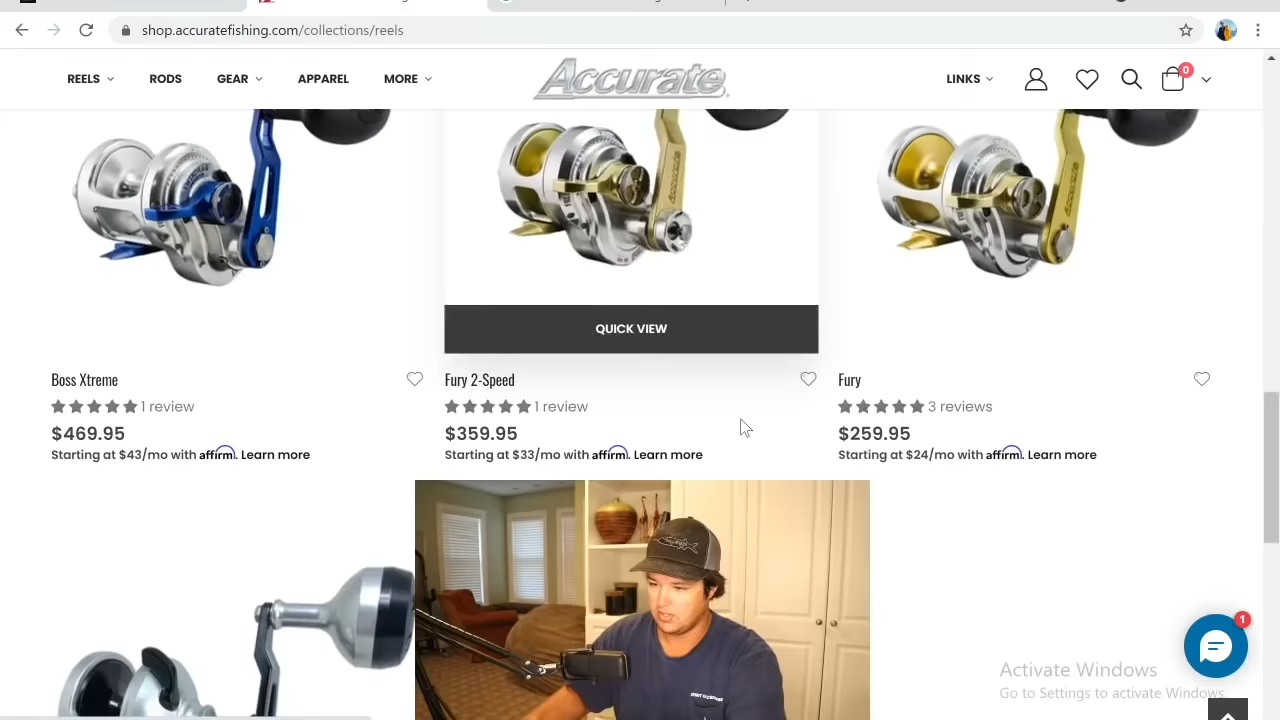 shop.accuratefishing.com/collections/reels
REELS RODS GEAR APPAREL MORE Accurate LINKS 0
QUICK VIEW
Boss Xtreme Fury 2-Speed Fury
1 review 1 review 3 reviews
$469.95 $359.95 $259.95
Starting at $43/mo with affirm. Learn more Starting at $33/mo with affirm. Learn more Starting at $24/mo with affirm. Learn more
1
Activate Windows
Go to Settings to activate Windows.